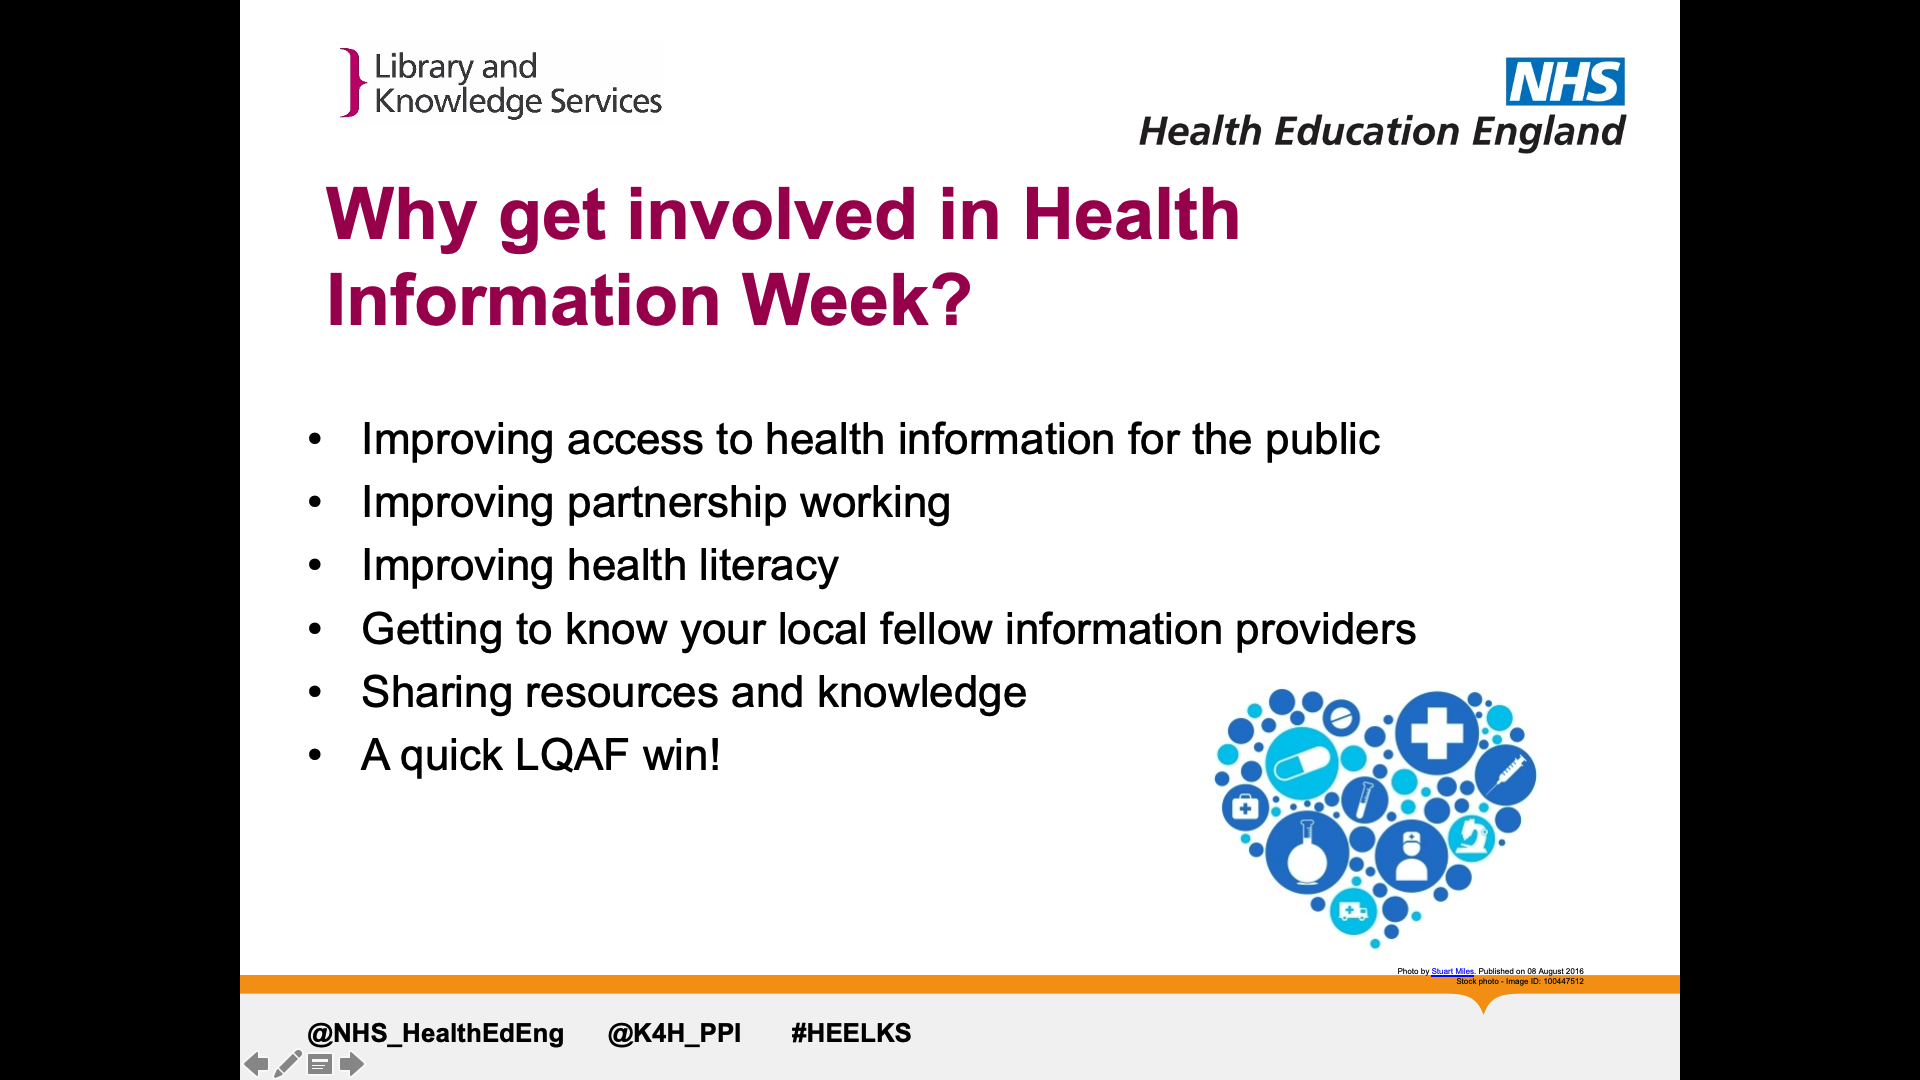 Library and
Knowledge Services
NHS
Health Education England
Why get involved in Health
Information Week?
• Improving access to health information for the public
• Improving partnership working
• Improving health literacy
• Getting to know your local fellow information providers
• Sharing resources and knowledge
• A quick LQAF win!
Photo by Stuart Miles. Published on 08 August 2016
Stock photo - Image ID: 100447512
@NHS_HealthEdEng @K4H_PPI #HEELKS